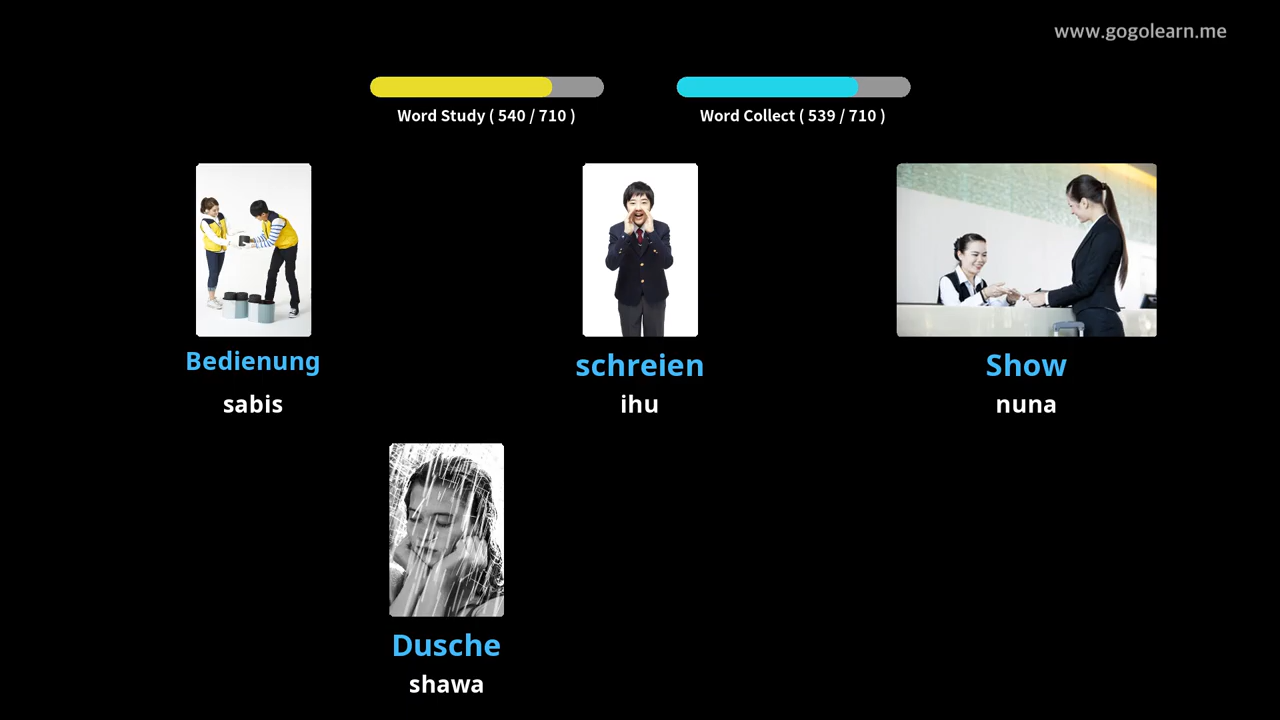 www.gogolearn.me
Word Study ( 540 / 710 )
Word Collect ( 539 / 710 )
Bedienung
sabis
schreien
ihu
Show
nuna
Dusche
shawa